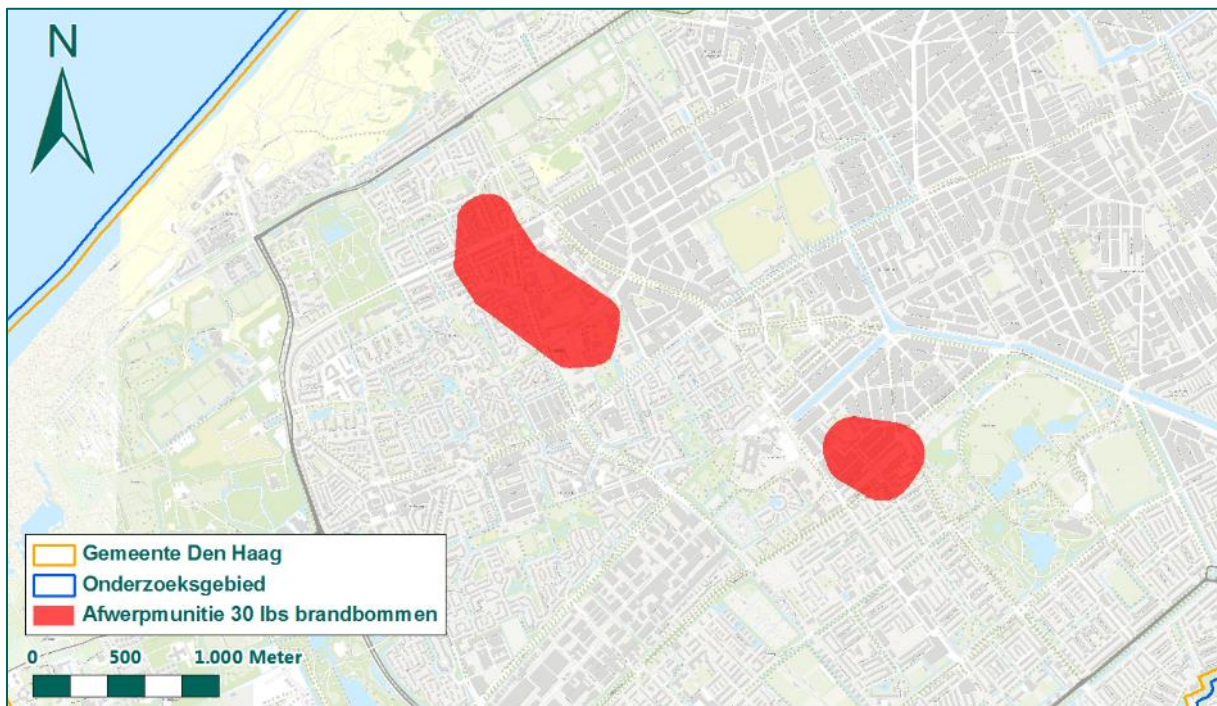 N
Gemeente Den Haag
Onderzoeksgebied
Afwerpmunitie 30 lbs brandbommen
0 500 1.000 Meter